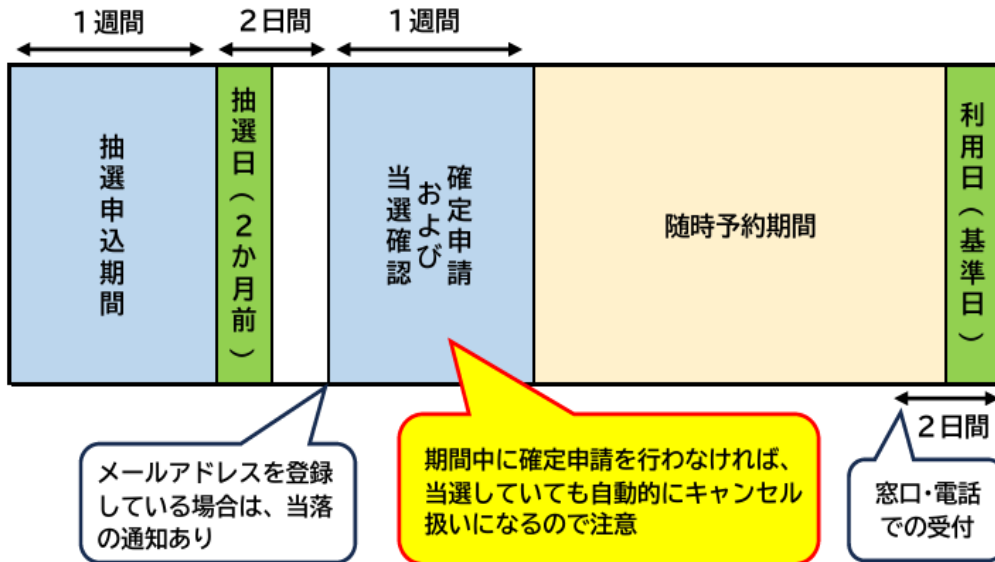 １週間
２日間
１週間
抽選申込期間
抽選日（２か月前）
当選確認
および
確定申請
随時予約期間
利用日（基準日）
２日間
メールアドレスを登録
している場合は、当落
の通知あり
期間中に確定申請を行わなければ、
当選していても自動的にキャンセル
扱いになるので注意
窓口・電話
での受付